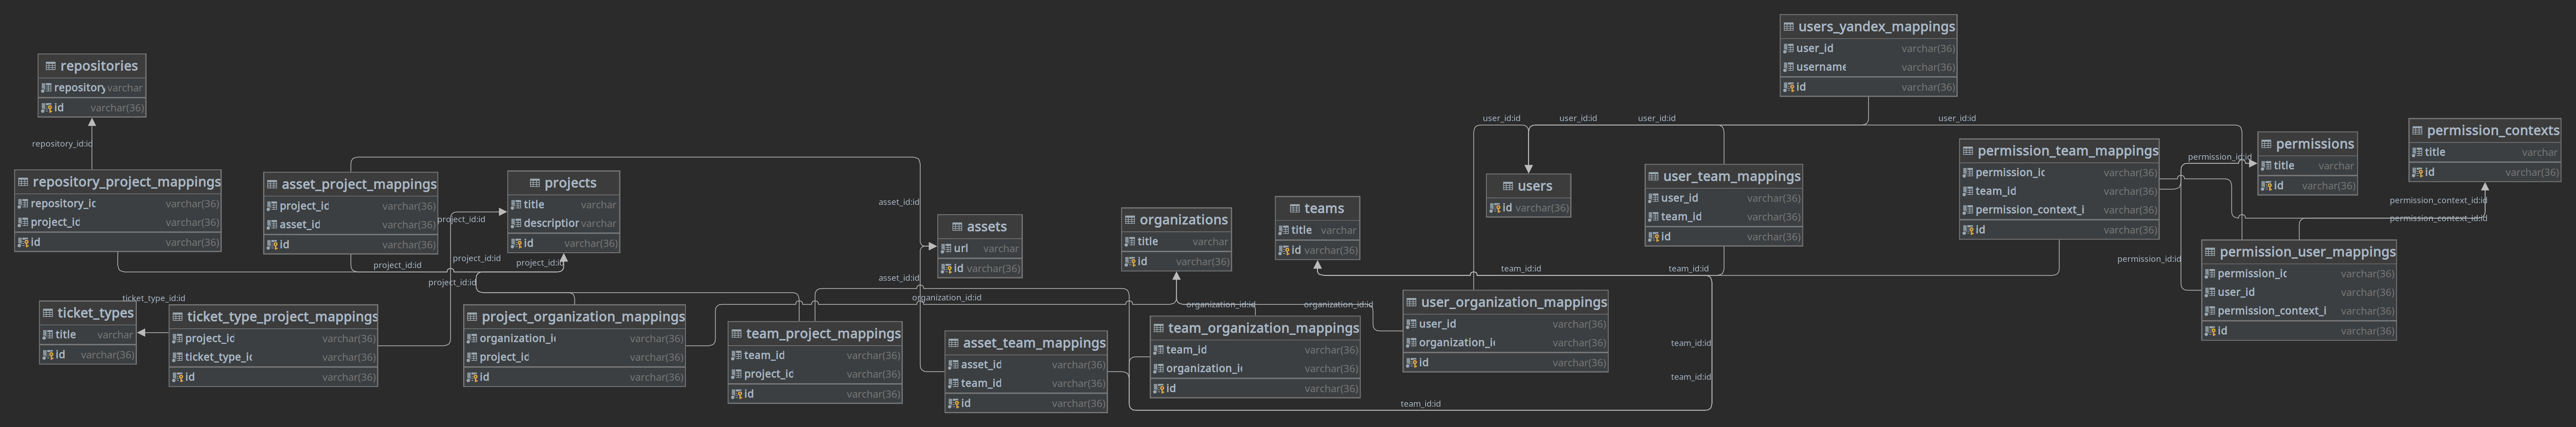 users_yandex_mappings
user_id varchar(36)
username varchar(36)
id varchar(36)
repositories
repository varchar
id varchar(36)
repository_id:id
repository_project_mappings
repository_ic varchar(36)
project_id varchar(36)
id varchar(36)
asset_project_mappings
project_id varchar(36)
asset_id varchar(36)
id varchar(36)
projects
title varchar
description varchar
id varchar(36)
project_id:id
project_id:id
project_id:id
project_id:id
project_id:id
asset_id:id
asset_id:id
assets
url varchar
id varchar(36)
organizations
title varchar
id varchar(36)
teams
title varchar
id varchar(36)
user_id:id
user_id:id
user_id:id
user_id:id
users
id varchar(36)
user_team_mappings
user_id varchar(36)
team_id varchar(36)
id varchar(36)
permission_team_mappings
permission_ic varchar(36)
team_id varchar(36)
permission_context_i varchar(36)
id varchar(36)
permission_id:id
permissions
title varchar
id varchar(36)
permission_contexts
title varchar
id varchar(36)
permission_context_id:id
permission_context_id:id
permission_id:id
permission_user_mappings
permission_ic varchar(36)
user_id varchar(36)
permission_context_i varchar(36)
id varchar(36)
ticket_type_id:id
ticket_types
title varchar
id varchar(36)
ticket_type_project_mappings
project_id varchar(36)
ticket_type_ic varchar(36)
id varchar(36)
project_organization_mappings
organization_i varchar(36)
project_id varchar(36)
id varchar(36)
team_project_mappings
team_id varchar(36)
project_id varchar(36)
id varchar(36)
organization_id:id
organization_id:id
organization_id:id
asset_team_mappings
asset_id varchar(36)
team_id varchar(36)
id varchar(36)
team_organization_mappings
team_id varchar(36)
organization_i varchar(36)
id varchar(36)
user_organization_mappings
user_id varchar(36)
organization_i varchar(36)
id varchar(36)
team_id:id
team_id:id
team_id:id
team_id:id
team_id:id